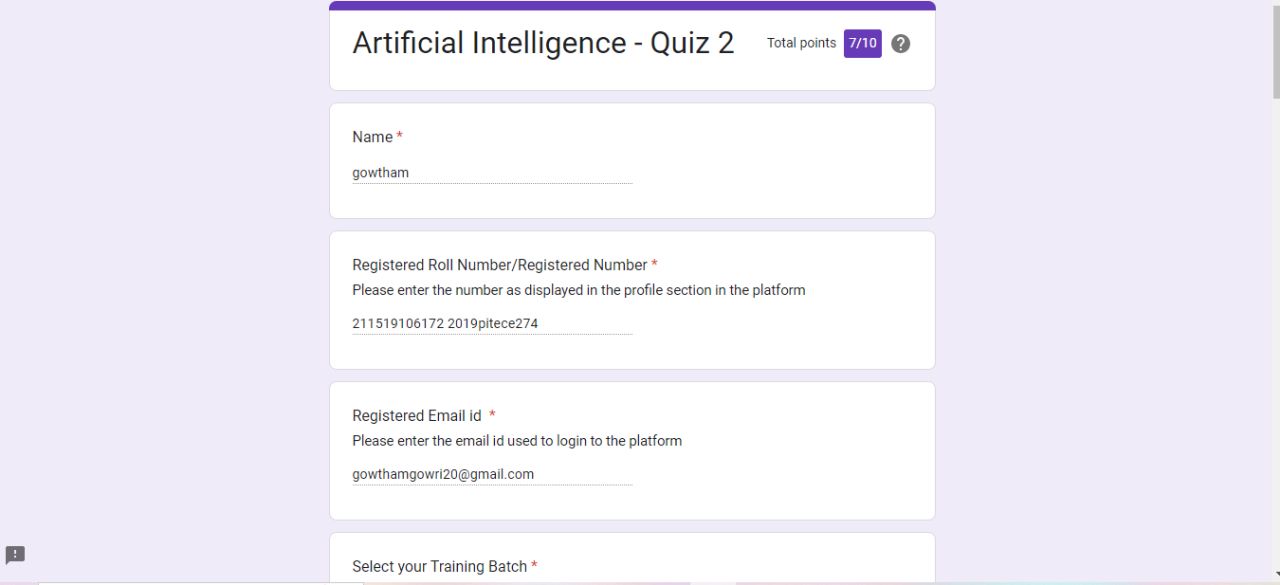 Artificial Intelligence - Quiz 2 Total points 7/10 ?
Name *
gowtham
Registered Roll Number/Registered Number *
Please enter the number as displayed in the profile section in the platform
211519106172 2019pitece274
Registered Email id *
Please enter the email id used to login to the platform
gowthamgowri20@gmail.com
Select your Training Batch *